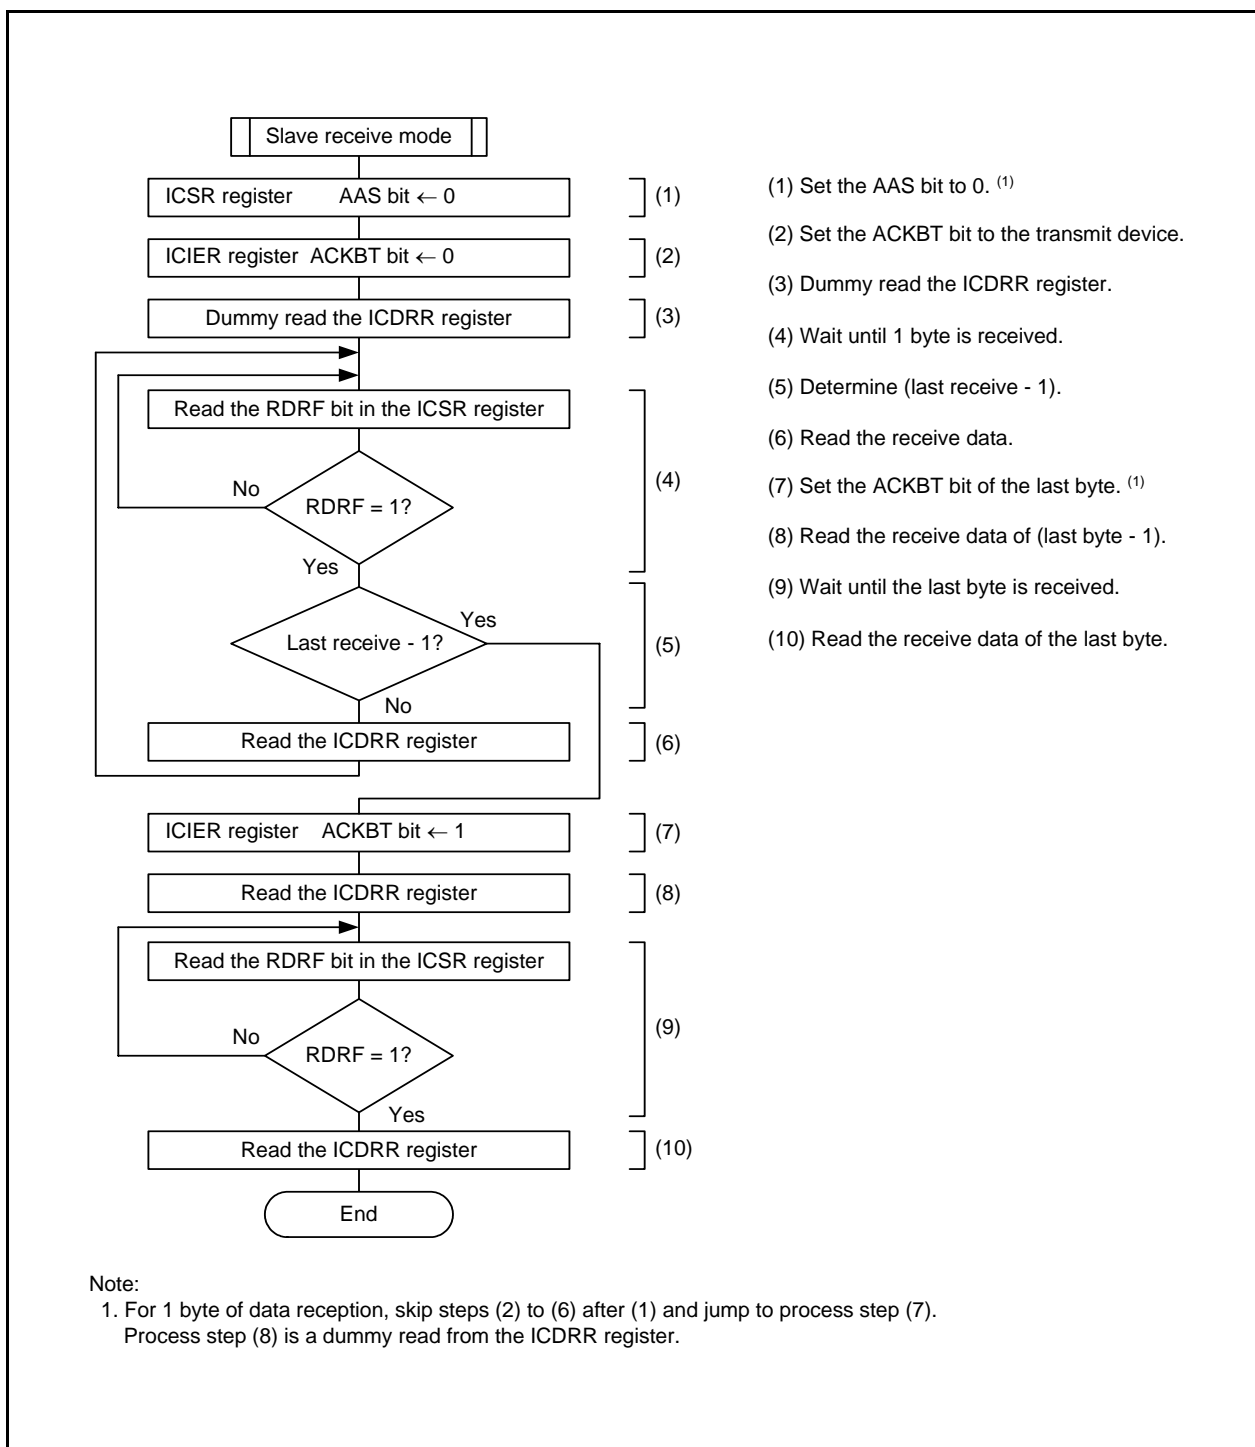 Slave receive mode
ICSR register AAS bit ← 0
(1)
ICIER register ACKBT bit ← 0
(2)
Dummy read the ICDRR register
(3)
Read the RDRF bit in the ICSR register
No
RDRF = 1?
(4)
Yes
Yes
Last receive - 1?
(5)
No
Read the ICDRR register
(6)
ICIER register ACKBT bit ← 1
(7)
Read the ICDRR register
(8)
Read the RDRF bit in the ICSR register
No
RDRF = 1?
(9)
Yes
Read the ICDRR register
(10)
End
(1) Set the AAS bit to 0. (1)
(2) Set the ACKBT bit to the transmit device.
(3) Dummy read the ICDRR register.
(4) Wait until 1 byte is received.
(5) Determine (last receive - 1).
(6) Read the receive data.
(7) Set the ACKBT bit of the last byte. (1)
(8) Read the receive data of (last byte - 1).
(9) Wait until the last byte is received.
(10) Read the receive data of the last byte.
Note:
1. For 1 byte of data reception, skip steps (2) to (6) after (1) and jump to process step (7).
Process step (8) is a dummy read from the ICDRR register.